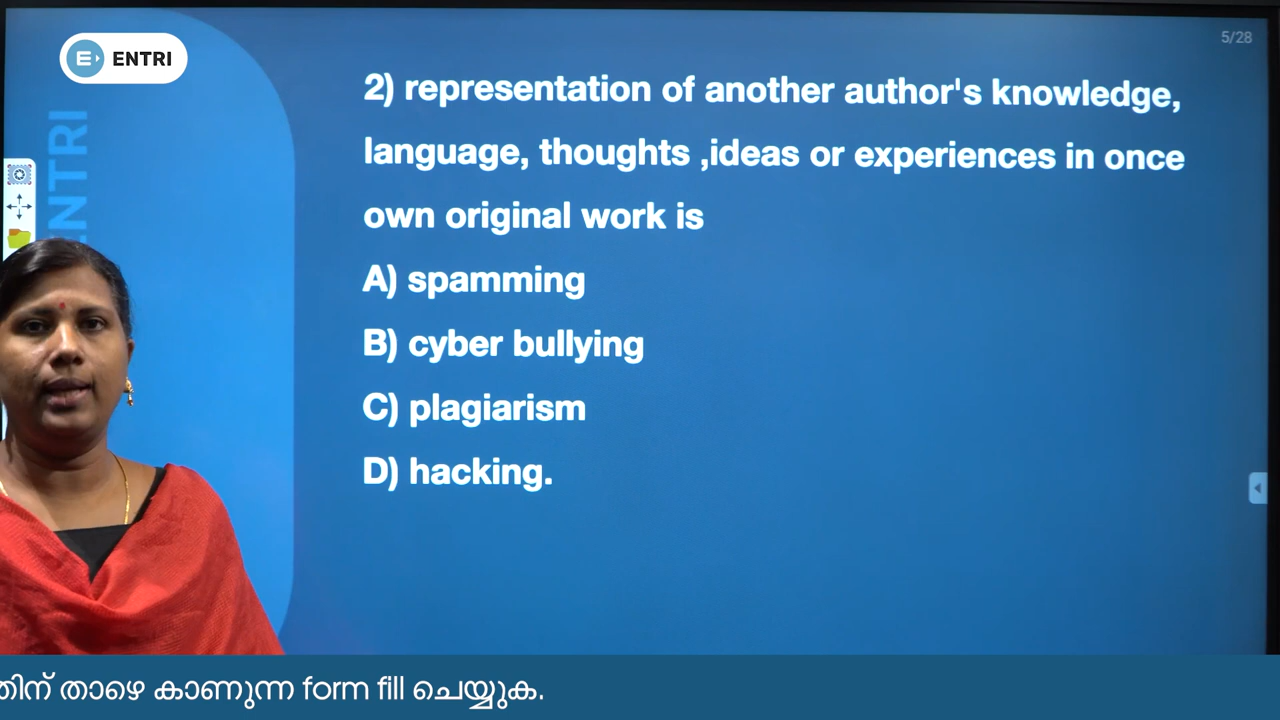 ENTRI
5/28
ENTRI
2) representation of another author's knowledge,
language, thoughts ,ideas or experiences in once
own original work is
A) spamming
B) cyber bullying
C) plagiarism
D) hacking.
താഴെ കാണുന്ന form fill ചെയ്യുക.